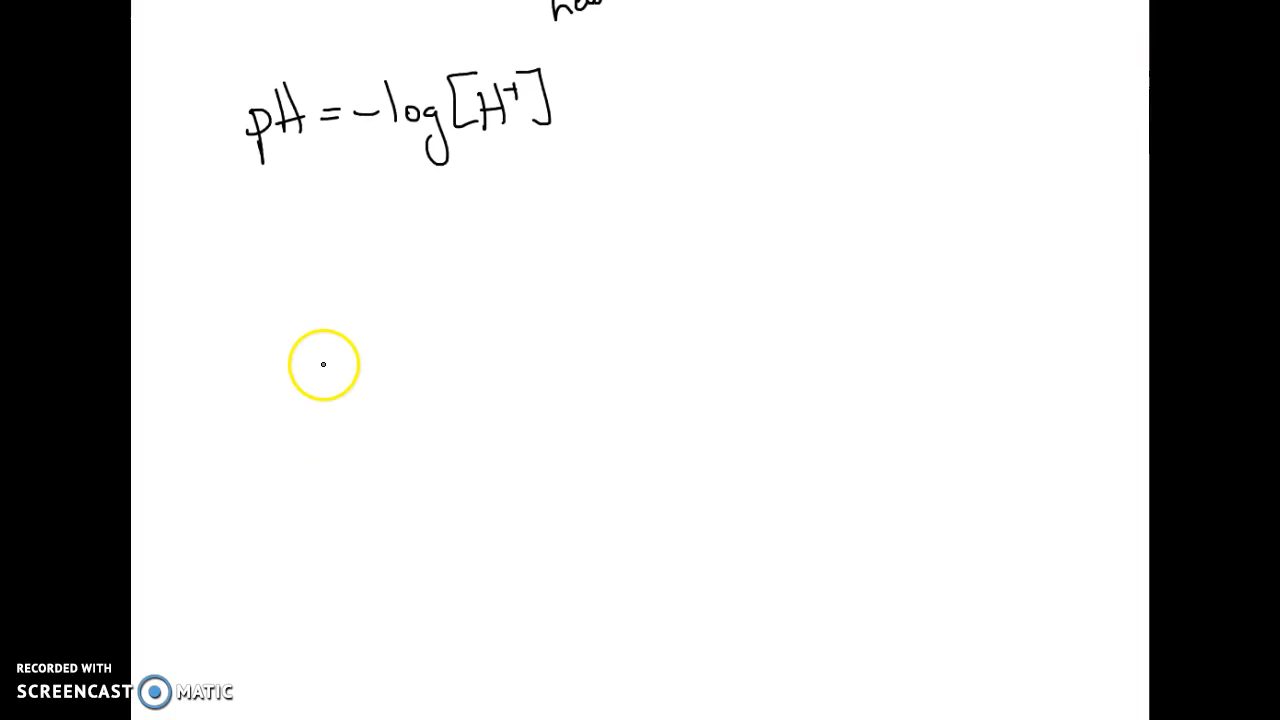 pH = -log[H⁺]
RECORDED WITH
SCREENCAST MATIC